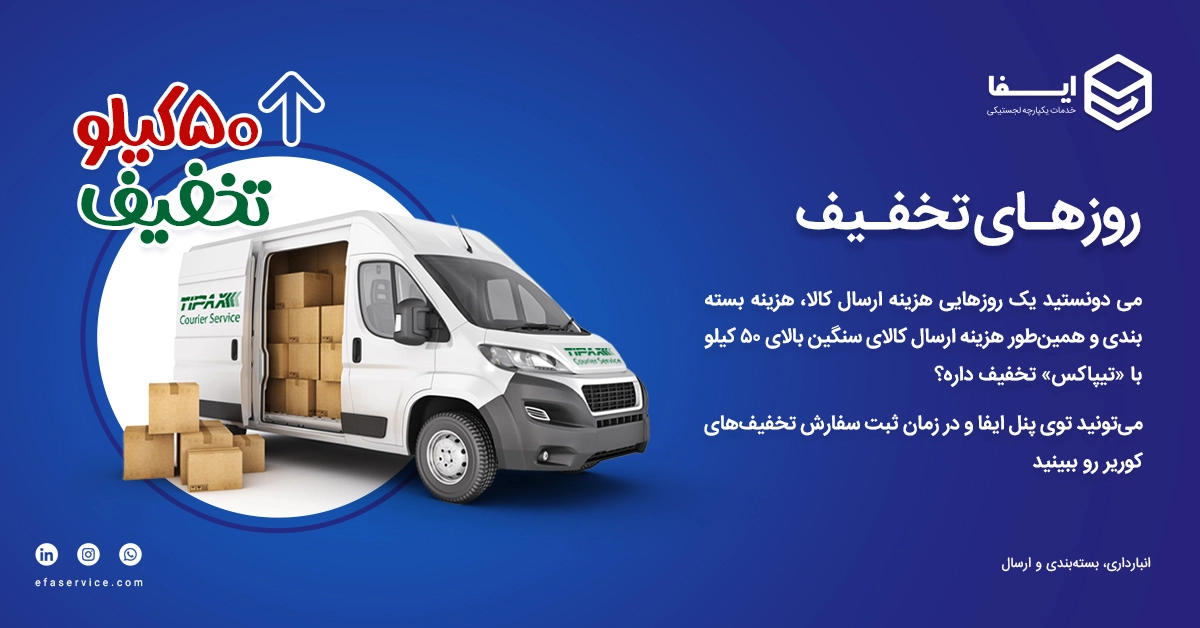 ایفا
خدمات یکپارچه لجستیکی
۵۰ کیلو
تخفیف
روزهای تخفیف
می دونستید یک روزهایی هزینه ارسال کالا، هزینه بسته
بندی و همین‌طور هزینه ارسال کالای سنگین بالای ۵۰ کیلو
با «تیپاکس» تخفیف داره؟
می‌تونید توی پنل ایفا و در زمان ثبت سفارش تخفیف‌های
کوریر رو ببینید
TIPAX
Courier Service
TIPAX
Courier Service
انبارداری، بسته‌بندی و ارسال
efaservice.com